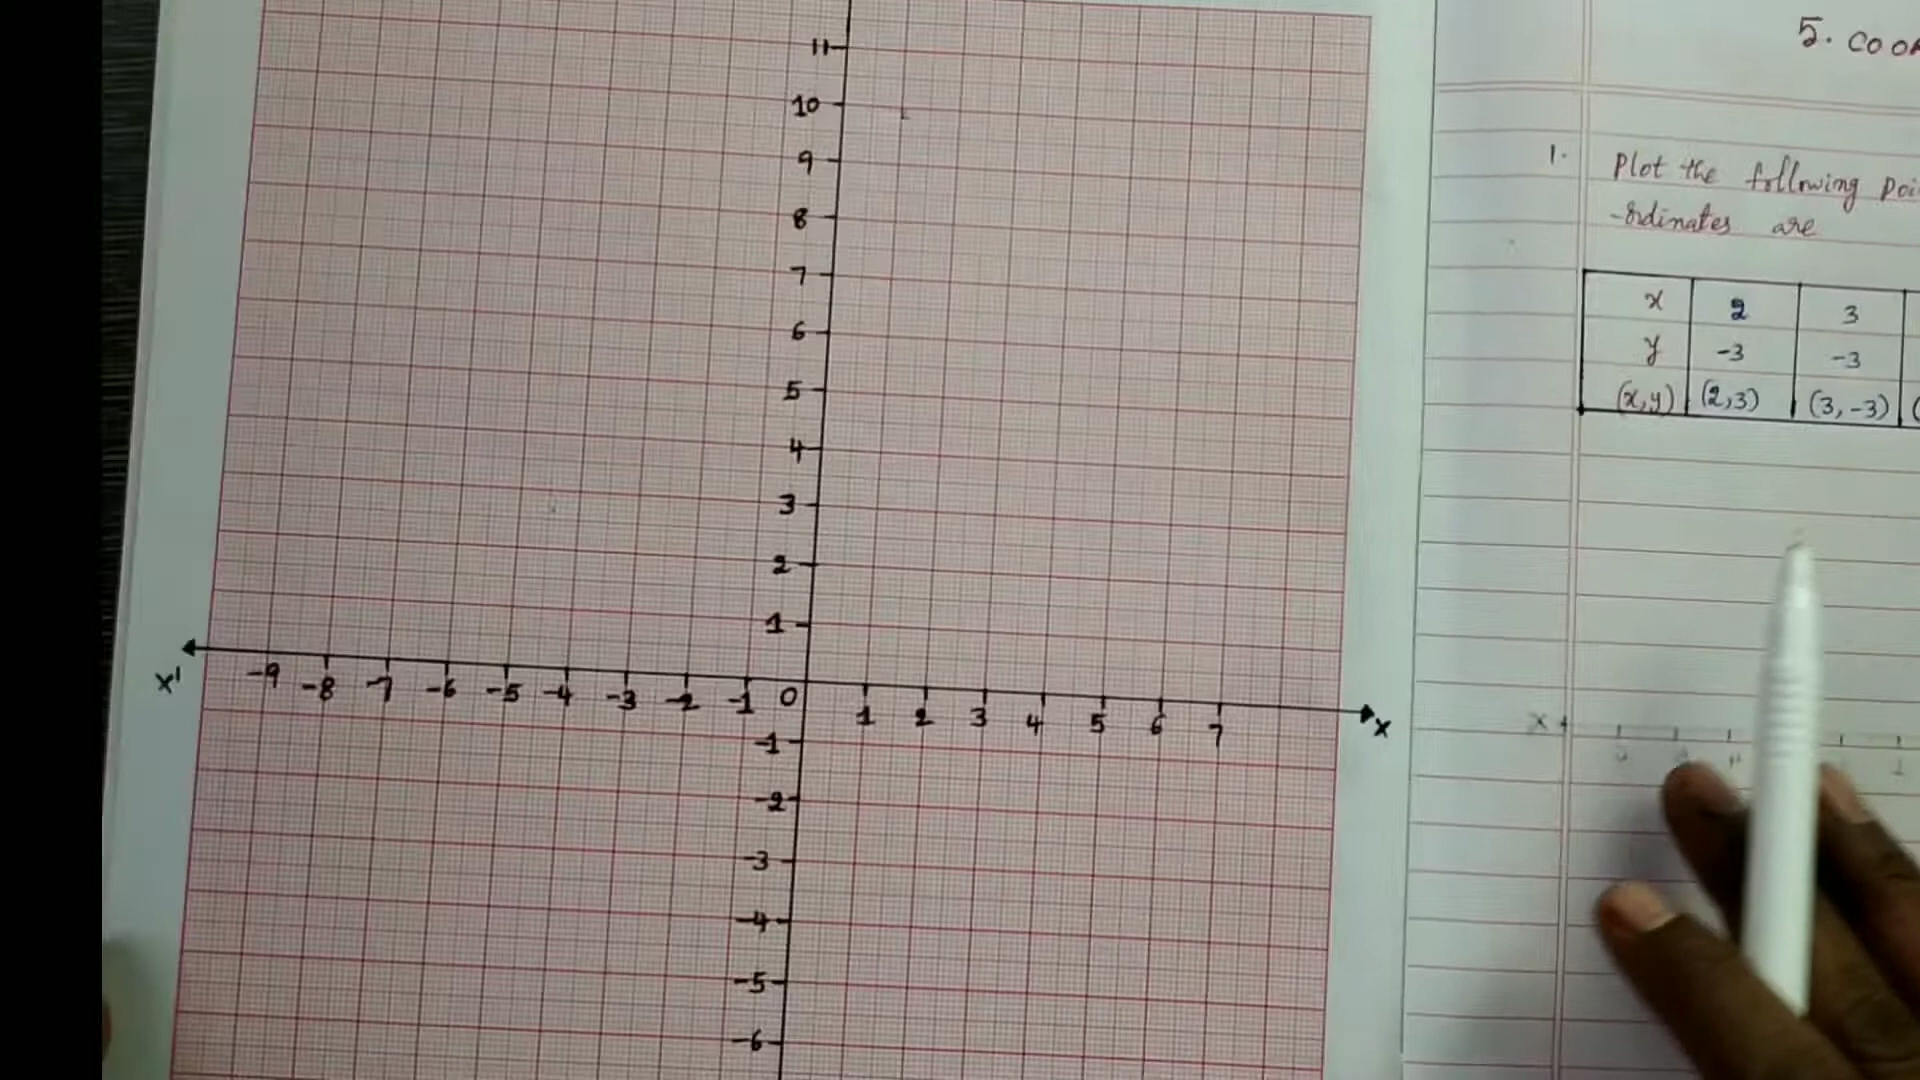 11
10
9
8
7
6
5
4
3
2
1
x'
-9 -8 -7 -6 -5 -4 -3 -2 -1 0 1 2 3 4 5 6 7
x
-1
-2
-3
-4
-5
-6
5.
1. Plot the following
-ordinates are
x 2 3
y -3 -3
(x,y) (2,3) (3,-3) (
x